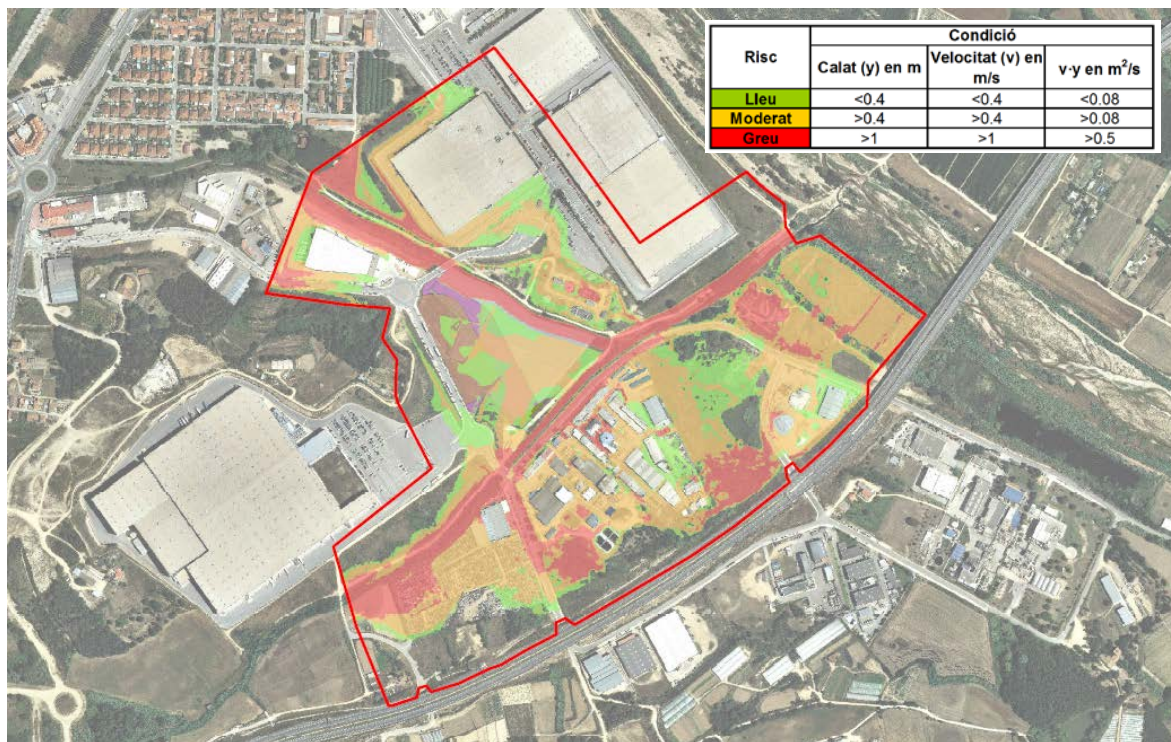 Risc
Condició
Calat (y) en m
Velocitat (v) en
m/s
v·y en m²/s
Lleu <0.4 <0.4 <0.08
Moderat >0.4 >0.4 >0.08
Greu >1 >1 >0.5